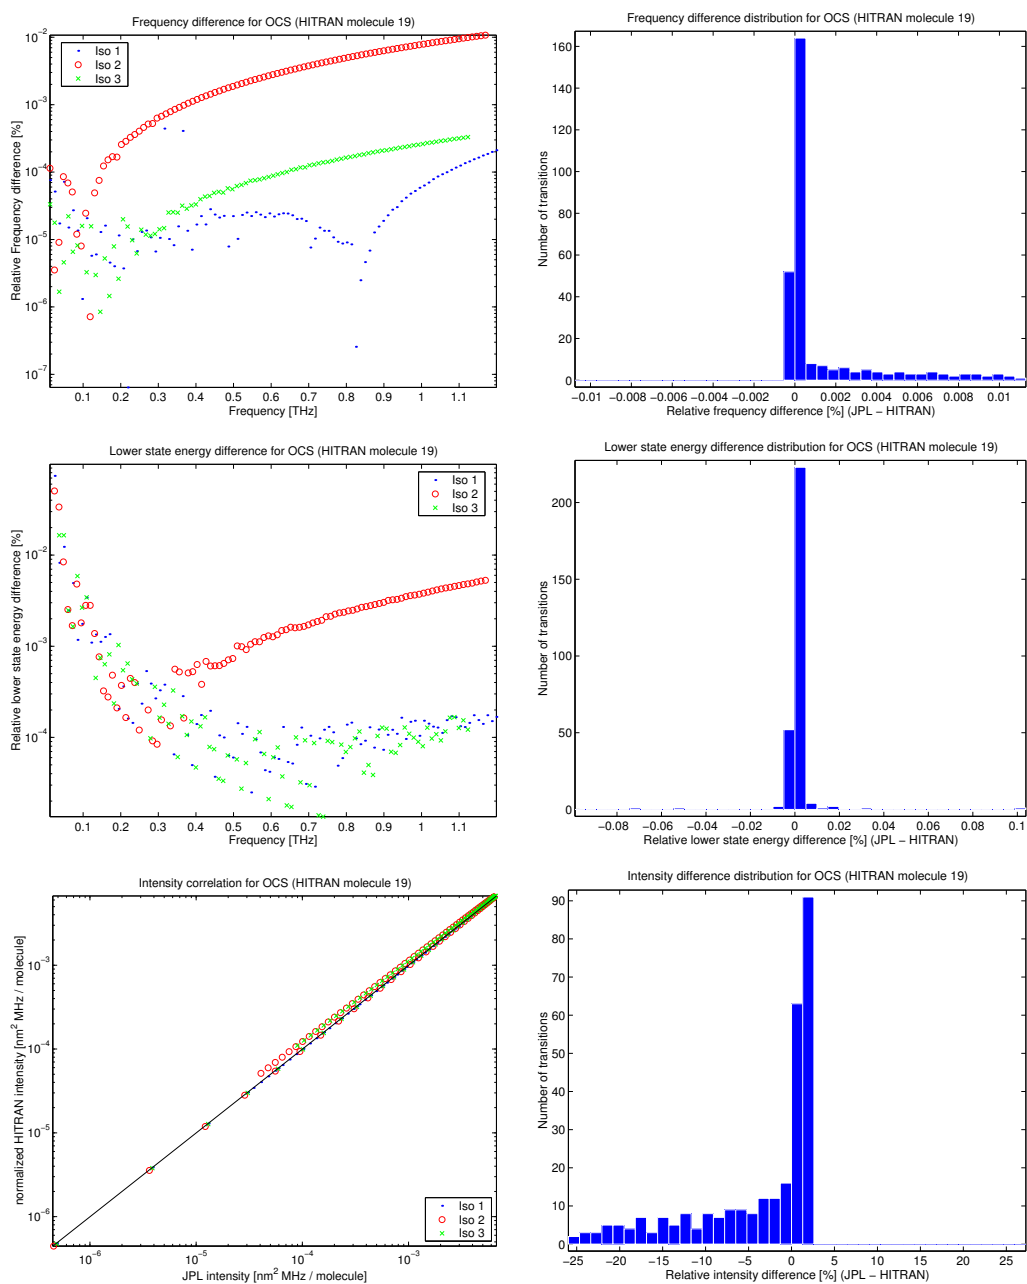 Frequency difference for OCS (HITRAN molecule 19)
10^-2
10^-3
10^-4
10^-5
10^-6
10^-7
Relative Frequency difference [%]
Iso 1
Iso 2
Iso 3
0.1 0.2 0.3 0.4 0.5 0.6 0.7 0.8 0.9 1 1.1
Frequency [THz]
Frequency difference distribution for OCS (HITRAN molecule 19)
160
140
120
100
80
60
40
20
0
Number of transitions
−0.01 −0.008 −0.006 −0.004 −0.002 0 0.002 0.004 0.006 0.008 0.01
Relative frequency difference [%] (JPL − HITRAN)
Lower state energy difference for OCS (HITRAN molecule 19)
10^-2
10^-3
10^-4
Relative lower state energy difference [%]
Iso 1
Iso 2
Iso 3
0.1 0.2 0.3 0.4 0.5 0.6 0.7 0.8 0.9 1 1.1
Frequency [THz]
Lower state energy difference distribution for OCS (HITRAN molecule 19)
200
150
100
50
0
Number of transitions
−0.08 −0.06 −0.04 −0.02 0 0.02 0.04 0.06 0.08 0.1
Relative lower state energy difference [%] (JPL − HITRAN)
Intensity correlation for OCS (HITRAN molecule 19)
10^-3
10^-4
10^-5
10^-6
normalized HITRAN intensity [nm^2 MHz / molecule]
Iso 1
Iso 2
Iso 3
10^-6 10^-5 10^-4 10^-3
JPL intensity [nm^2 MHz / molecule]
Intensity difference distribution for OCS (HITRAN molecule 19)
90
80
70
60
50
40
30
20
10
0
Number of transitions
−25 −20 −15 −10 −5 0 5 10 15 20 25
Relative intensity difference [%] (JPL − HITRAN)